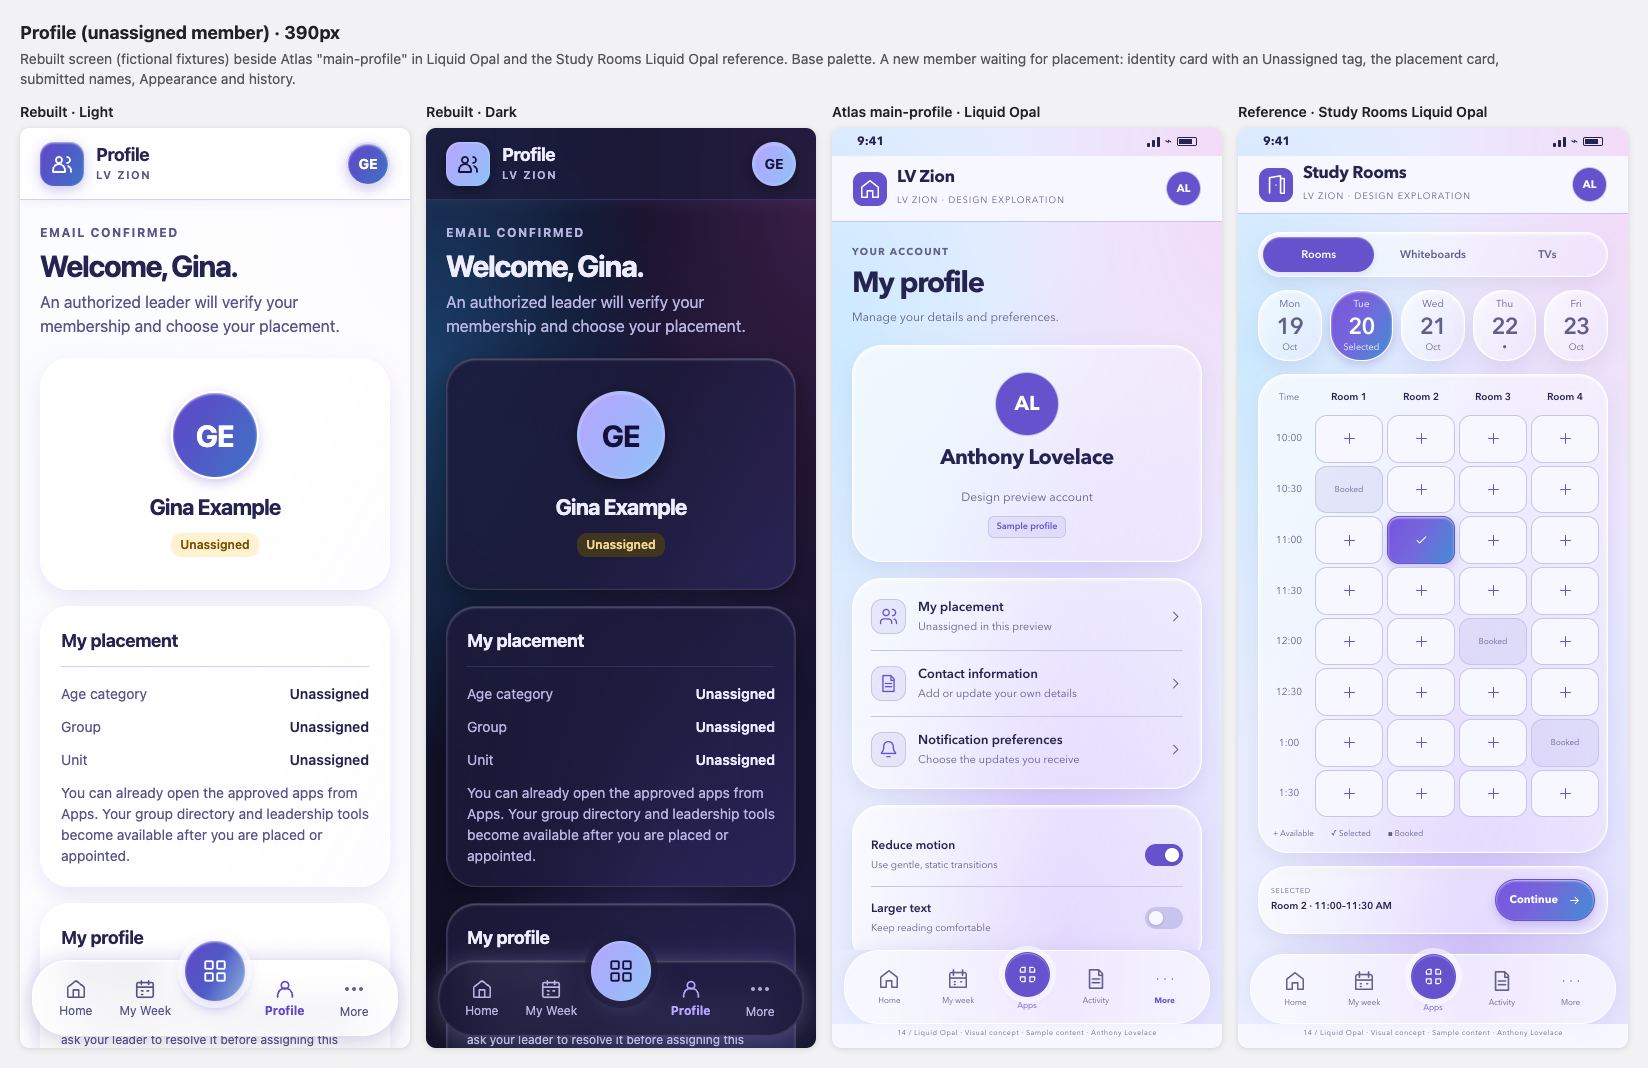 Profile (unassigned member) · 390px
Rebuilt screen (fictional fixtures) beside Atlas "main-profile" in Liquid Opal and the Study Rooms Liquid Opal reference. Base palette. A new member waiting for placement: identity card with an Unassigned tag, the placement card,
submitted names, Appearance and history.
Rebuilt · Light
Profile
LV ZION
GE
EMAIL CONFIRMED
Welcome, Gina.
An authorized leader will verify your
membership and choose your placement.
GE
Gina Example
Unassigned
My placement
Age category Unassigned
Group Unassigned
Unit Unassigned
You can already open the approved apps from
Apps. Your group directory and leadership tools
become available after you are placed or
appointed.
My profile
Home
My Week
Profile
More
ask your leader to resolve it before assigning this
Rebuilt · Dark
Profile
LV ZION
GE
EMAIL CONFIRMED
Welcome, Gina.
An authorized leader will verify your
membership and choose your placement.
GE
Gina Example
Unassigned
My placement
Age category Unassigned
Group Unassigned
Unit Unassigned
You can already open the approved apps from
Apps. Your group directory and leadership tools
become available after you are placed or
appointed.
My profile
Home
My Week
Profile
More
ask your leader to resolve it before assigning this
Atlas main-profile · Liquid Opal
9:41
LV Zion
LV ZION · DESIGN EXPLORATION
AL
YOUR ACCOUNT
My profile
Manage your details and preferences.
AL
Anthony Lovelace
Design preview account
Sample profile
My placement
Unassigned in this preview
Contact information
Add or update your own details
Notification preferences
Choose the updates you receive
Reduce motion
Use gentle, static transitions
Larger text
Keep reading comfortable
Home
My week
Apps
Activity
More
14 / Liquid Opal · Visual concept · Sample content · Anthony Lovelace
Reference · Study Rooms Liquid Opal
9:41
Study Rooms
LV ZION · DESIGN EXPLORATION
AL
Rooms Whiteboards TVs
Mon Tue Wed Thu Fri
19 20 21 22 23
Oct Selected Oct • Oct
Time Room 1 Room 2 Room 3 Room 4
10:00 + + + +
10:30 Booked + + +
11:00 + ✓ + +
11:30 + + + +
12:00 + + Booked +
12:30 + + + +
1:00 + + + Booked
1:30 + + + +
+ Available ✓ Selected ■ Booked
SELECTED
Room 2 · 11:00–11:30 AM
Continue →
Home
My week
Apps
Activity
More
14 / Liquid Opal · Visual concept · Sample content · Anthony Lovelace